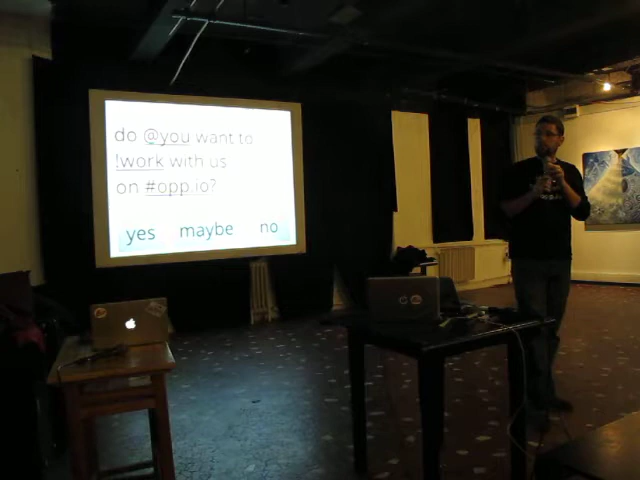 do @you want to
!work with us
on #opp.io?
yes maybe no